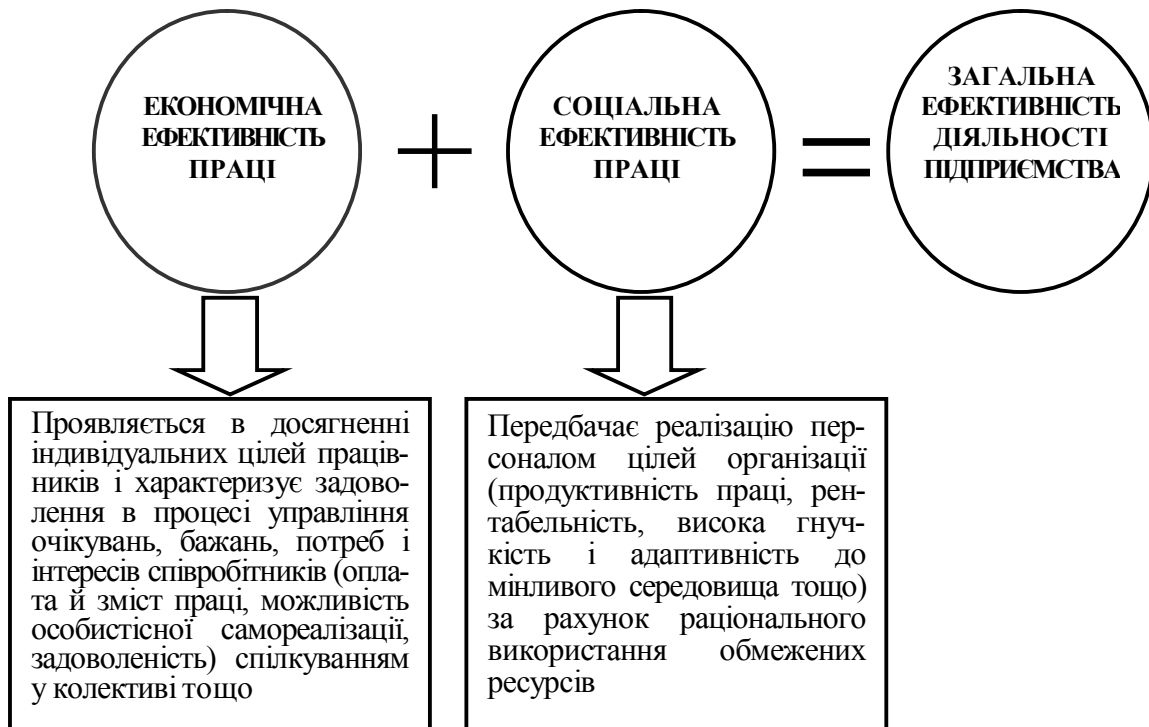 ЕКОНОМІЧНА
ЕФЕКТИВНІСТЬ
ПРАЦІ
+
СОЦІАЛЬНА
ЕФЕКТИВНІСТЬ
ПРАЦІ
=
ЗАГАЛЬНА
ЕФЕКТИВНІСТЬ
ДІЯЛЬНОСТІ
ПІДПРИЄМСТВА
Проявляється в досягненні
індивідуальних цілей праців-
ників і характеризує задово-
лення в процесі управління
очікувань, бажань, потреб і
інтересів співробітників (опла-
та й зміст праці, можливість
особистісної самореалізації,
задоволеність) спілкуванням
у колективі тощо
Передбачає реалізацію пер-
соналом цілей організації
(продуктивність праці, рен-
табельність, висока гнуч-
кість і адаптивність до
мінливого середовища тощо)
за рахунок раціонального
використання обмежених
ресурсів